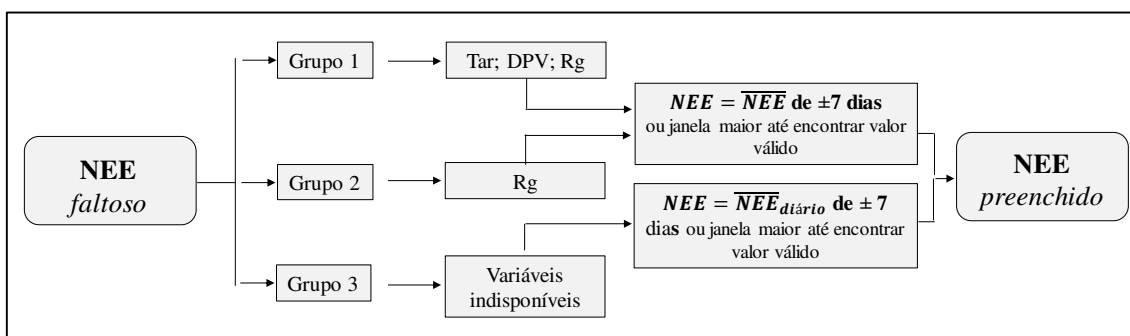 NEE
faltoso
Grupo 1
Tar; DPV; Rg
Grupo 2
Rg
Grupo 3
Variáveis
indisponíveis
NEE = NEE de ±7 dias
ou janela maior até encontrar valor
válido
NEE = NEE diário de ± 7
dias ou janela maior até encontrar
valor válido
NEE
preenchido